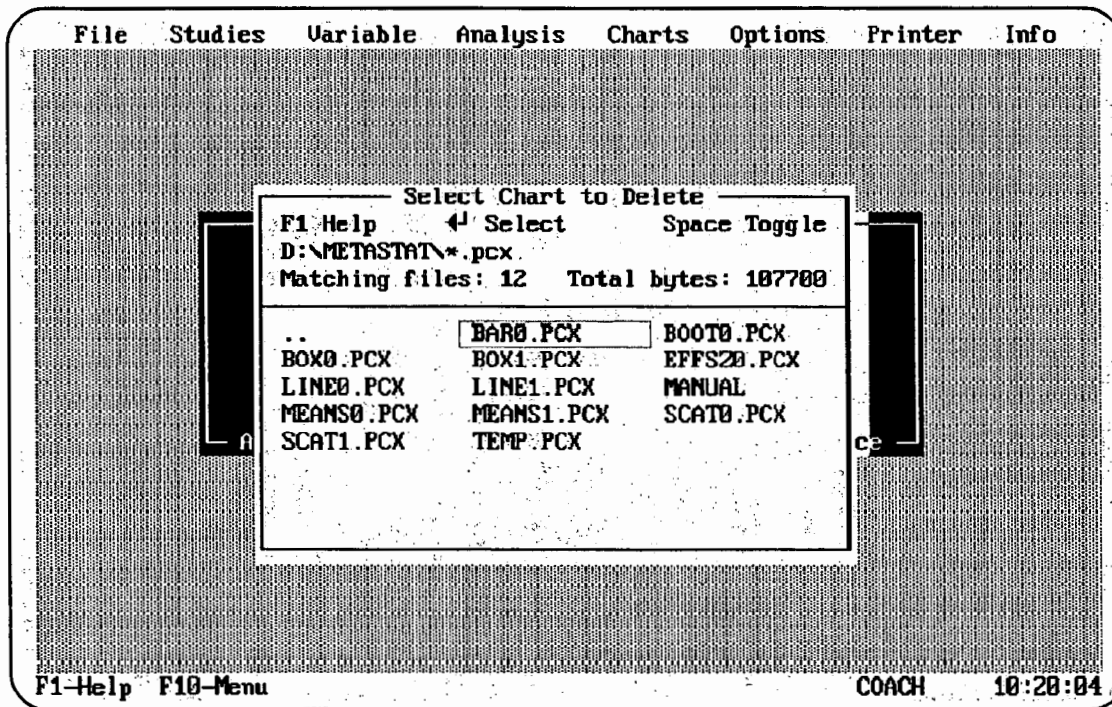 File Studies Variable Analysis Charts Options Printer Info
Select Chart to Delete
F1 Help ↵ Select Space Toggle
D:\METASTAT\*.pcx
Matching files: 12 Total bytes: 107700
.. BAR0.PCX BOOT0.PCX
BOX0.PCX BOX1.PCX EFFS20.PCX
LINE0.PCX LINE1.PCX MANUAL
MEANS0.PCX MEANS1.PCX SCAT0.PCX
SCAT1.PCX TEMP.PCX
F1-Help F10-Menu COACH 10:20:04